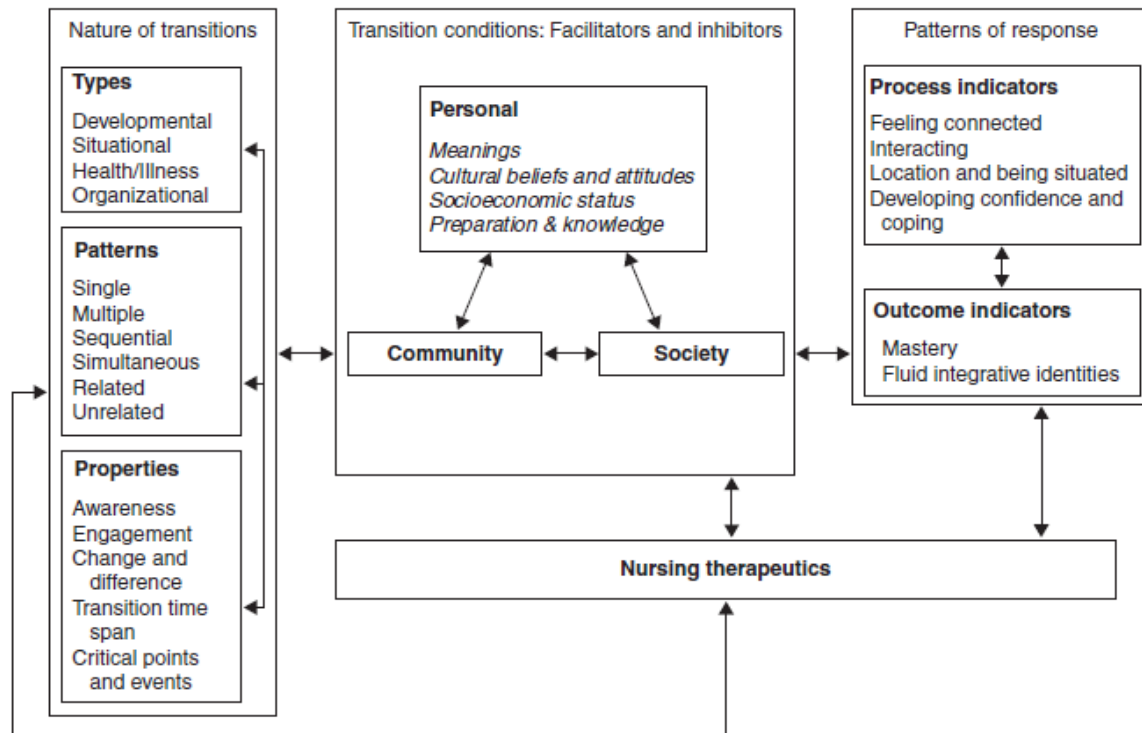 Nature of transitions
Types
Developmental
Situational
Health/Illness
Organizational
Patterns
Single
Multiple
Sequential
Simultaneous
Related
Unrelated
Properties
Awareness
Engagement
Change and
difference
Transition time
span
Critical points
and events
Transition conditions: Facilitators and inhibitors
Personal
Meanings
Cultural beliefs and attitudes
Socioeconomic status
Preparation & knowledge
Community
Society
Patterns of response
Process indicators
Feeling connected
Interacting
Location and being situated
Developing confidence and
coping
Outcome indicators
Mastery
Fluid integrative identities
Nursing therapeutics